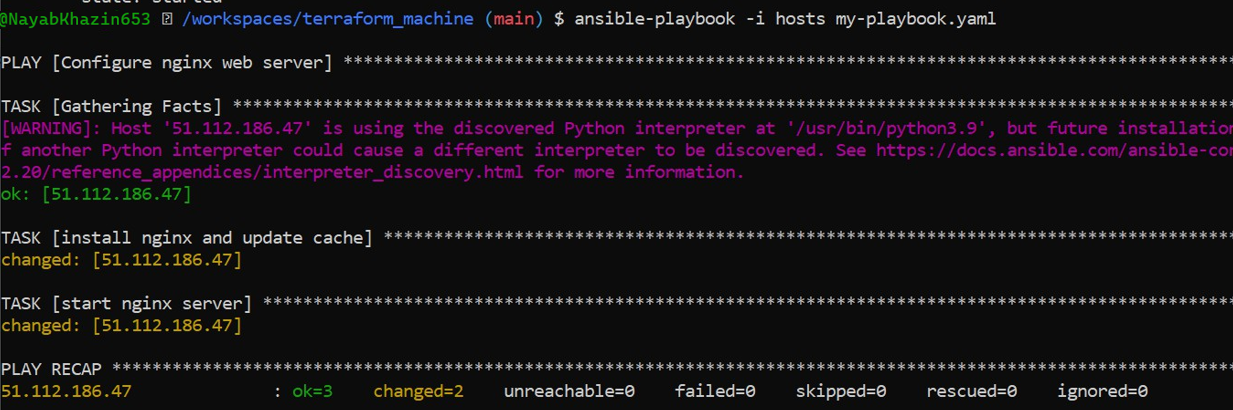 state: started
@NayabKhazin653 /workspaces/terraform_machine (main) $ ansible-playbook -i hosts my-playbook.yaml
PLAY [Configure nginx web server] ****************************************************************************************
TASK [Gathering Facts] ***************************************************************************************************
[WARNING]: Host '51.112.186.47' is using the discovered Python interpreter at '/usr/bin/python3.9', but future installation
f another Python interpreter could cause a different interpreter to be discovered. See https://docs.ansible.com/ansible-cor
2.20/reference_appendices/interpreter_discovery.html for more information.
ok: [51.112.186.47]
TASK [install nginx and update cache] ************************************************************************************
changed: [51.112.186.47]
TASK [start nginx server] ************************************************************************************************
changed: [51.112.186.47]
PLAY RECAP ***************************************************************************************************************
51.112.186.47 : ok=3 changed=2 unreachable=0 failed=0 skipped=0 rescued=0 ignored=0